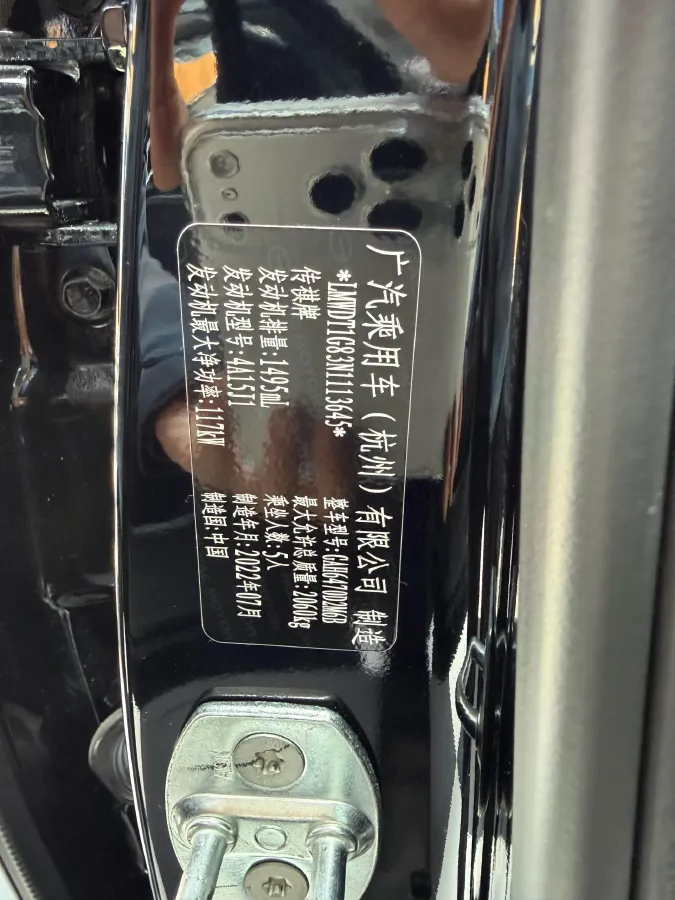 广汽乘用车（杭州）有限公司 制造
*LMWDT1G83N1113645*
传祺牌
发动机排量:1495mL
发动机型号:4A15J1
发动机最大净功率:117kW
整车型号:GAH6470D2M6B
最大允许总质量:2060kg
乘坐人数:5人
制造年月:2022年07月
制造国:中国